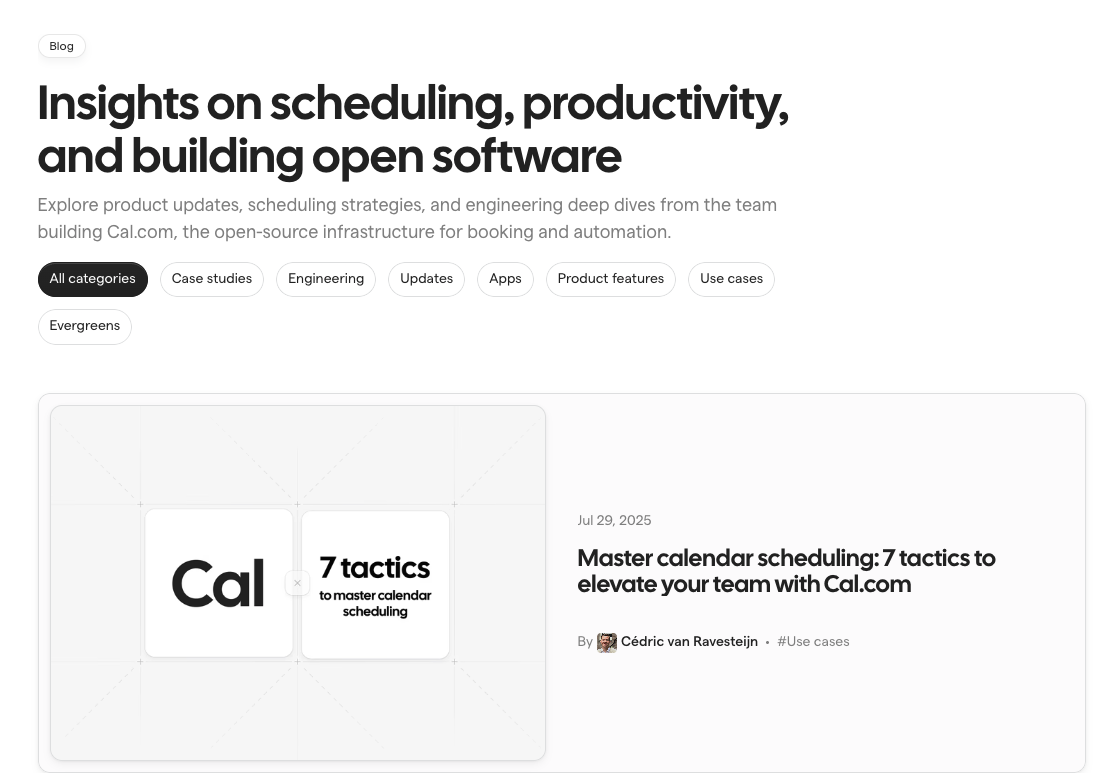 Blog
Insights on scheduling, productivity,
and building open software
Explore product updates, scheduling strategies, and engineering deep dives from the team
building Cal.com, the open-source infrastructure for booking and automation.
All categories
Case studies
Engineering
Updates
Apps
Product features
Use cases
Evergreens
Cal
7 tactics
to master calendar
scheduling
Jul 29, 2025
Master calendar scheduling: 7 tactics to
elevate your team with Cal.com
By Cédric van Ravesteijn • #Use cases